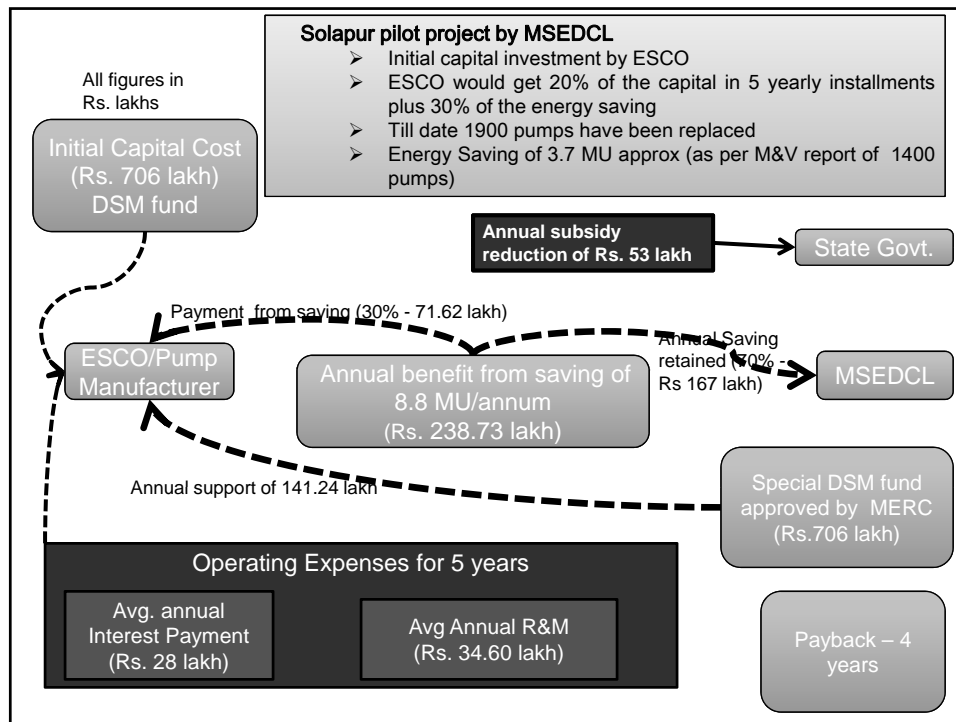 Solapur pilot project by MSEDCL
➢ Initial capital investment by ESCO
➢ ESCO would get 20% of the capital in 5 yearly installments
plus 30% of the energy saving
➢ Till date 1900 pumps have been replaced
➢ Energy Saving of 3.7 MU approx (as per M&V report of 1400
pumps)
All figures in
Rs. lakhs
Initial Capital Cost
(Rs. 706 lakh)
DSM fund
Annual subsidy
reduction of Rs. 53 lakh
State Govt.
Payment from saving (30% - 71.62 lakh)
Annual Saving
retained (70% -
Rs 167 lakh)
ESCO/Pump
Manufacturer
Annual benefit from saving of
8.8 MU/annum
(Rs. 238.73 lakh)
MSEDCL
Annual support of 141.24 lakh
Special DSM fund
approved by MERC
(Rs.706 lakh)
Operating Expenses for 5 years
Avg. annual
Interest Payment
(Rs. 28 lakh)
Avg Annual R&M
(Rs. 34.60 lakh)
Payback – 4
years